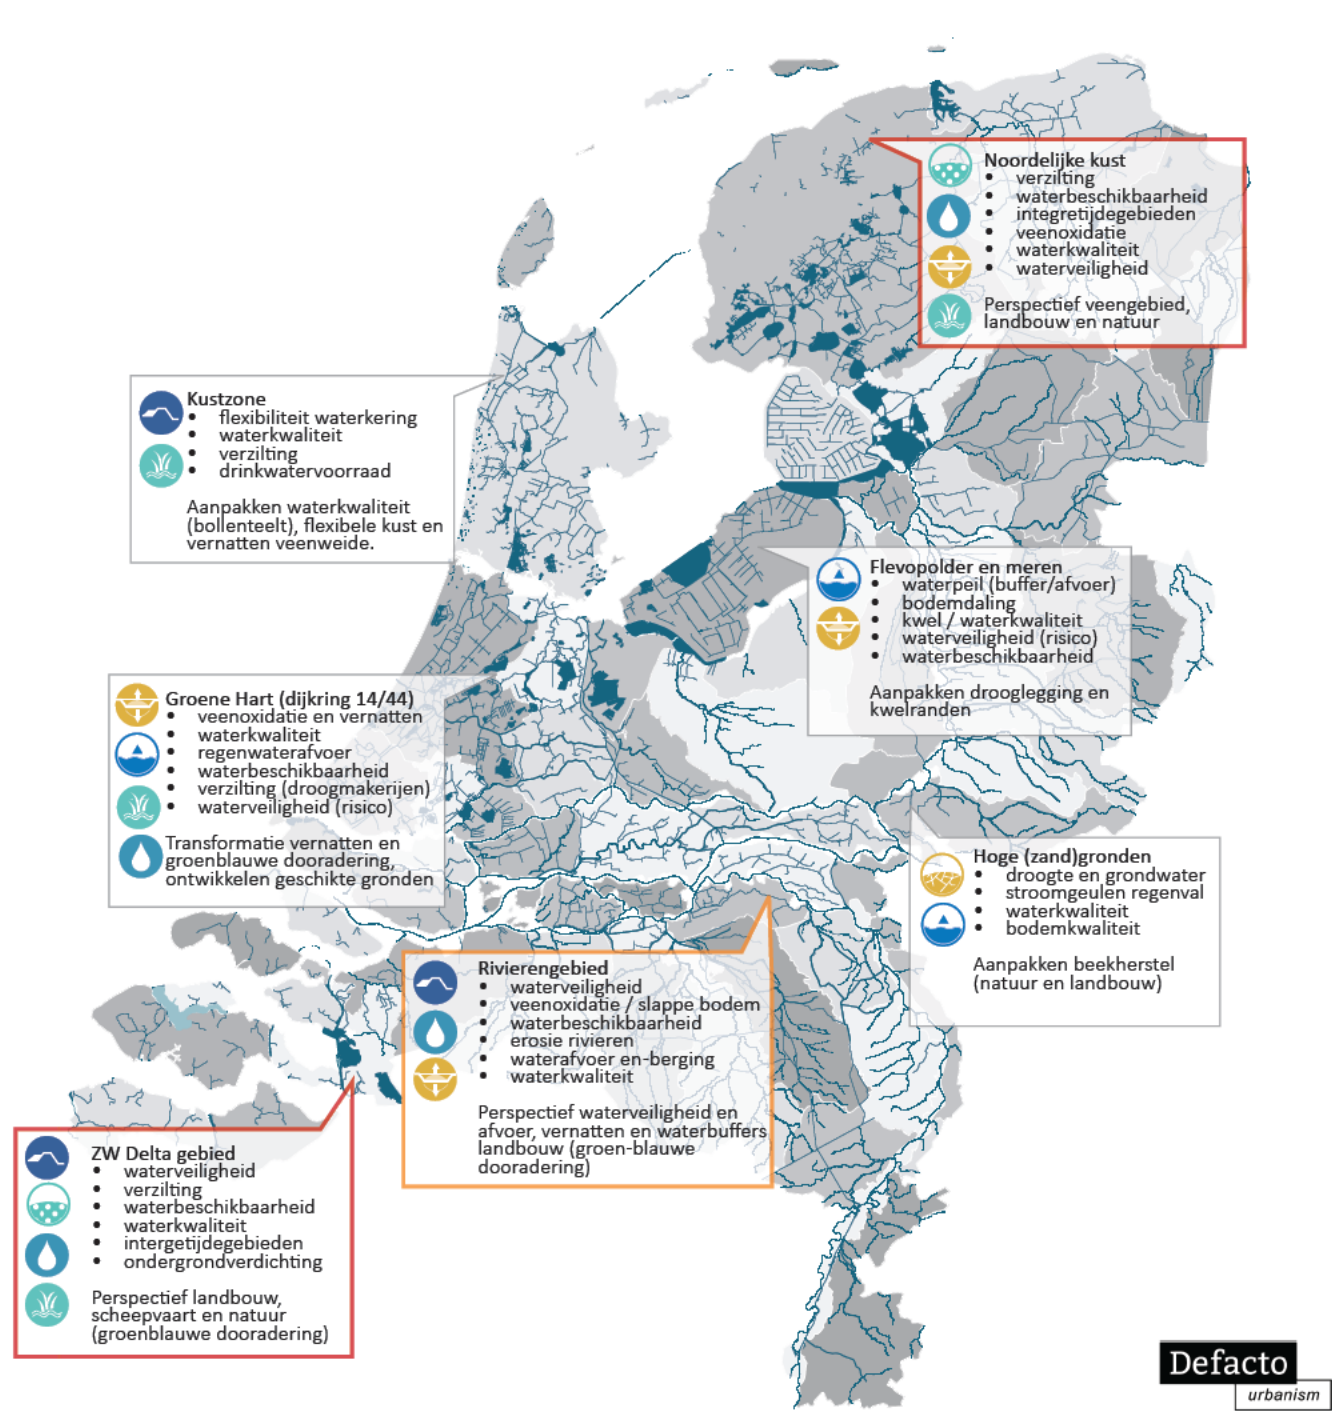 Noordelijke kust
• verzilting
• waterbeschikbaarheid
• integretijdegebieden
• veenoxidatie
• waterkwaliteit
• waterveiligheid
Perspectief veengebied,
landbouw en natuur
Kustzone
• flexibiliteit waterkering
• waterkwaliteit
• verzilting
• drinkwatervoorraad
Aanpakken waterkwaliteit
(bollenteelt), flexibele kust en
vernatten veenweide.
Flevopolder en meren
• waterpeil (buffer/afvoer)
• bodemdaling
• kwel / waterkwaliteit
• waterveiligheid (risico)
• waterbeschikbaarheid
Aanpakken drooglegging en
kwelranden
Groene Hart (dijkring 14/44)
• veenoxidatie en vernatten
• waterkwaliteit
• regenwaterafvoer
• waterbeschikbaarheid
• verzilting (droogmakerijen)
• waterveiligheid (risico)
Transformatie vernatten en
groenblauwe dooradering,
ontwikkelen geschikte gronden
Hoge (zand)gronden
• droogte en grondwater
• stroomgeulen regenval
• waterkwaliteit
• bodemkwaliteit
Aanpakken beekherstel
(natuur en landbouw)
Rivierengebied
• waterveiligheid
• veenoxidatie / slappe bodem
• waterbeschikbaarheid
• erosie rivieren
• waterafvoer en-berging
• waterkwaliteit
Perspectief waterveiligheid en
afvoer, vernatten en waterbuffers
landbouw (groen-blauwe
dooradering)
ZW Delta gebied
• waterveiligheid
• verzilting
• waterbeschikbaarheid
• waterkwaliteit
• intergetijdegebieden
• ondergrondverdichting
Perspectief landbouw,
scheepvaart en natuur
(groenblauwe dooradering)
Defacto
urbanism